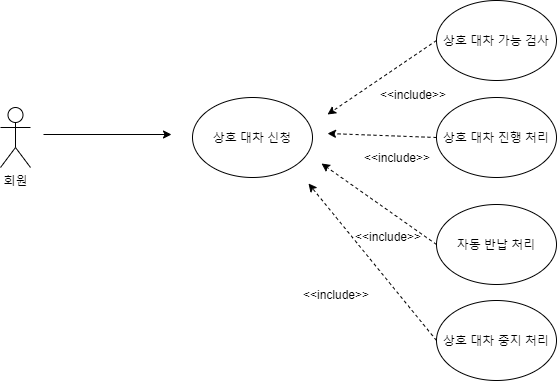 상호 대차 가능 검사
<<include>>
상호 대차 신청
상호 대차 진행 처리
<<include>>
회원
<<include>>
자동 반납 처리
<<include>>
상호 대차 중지 처리